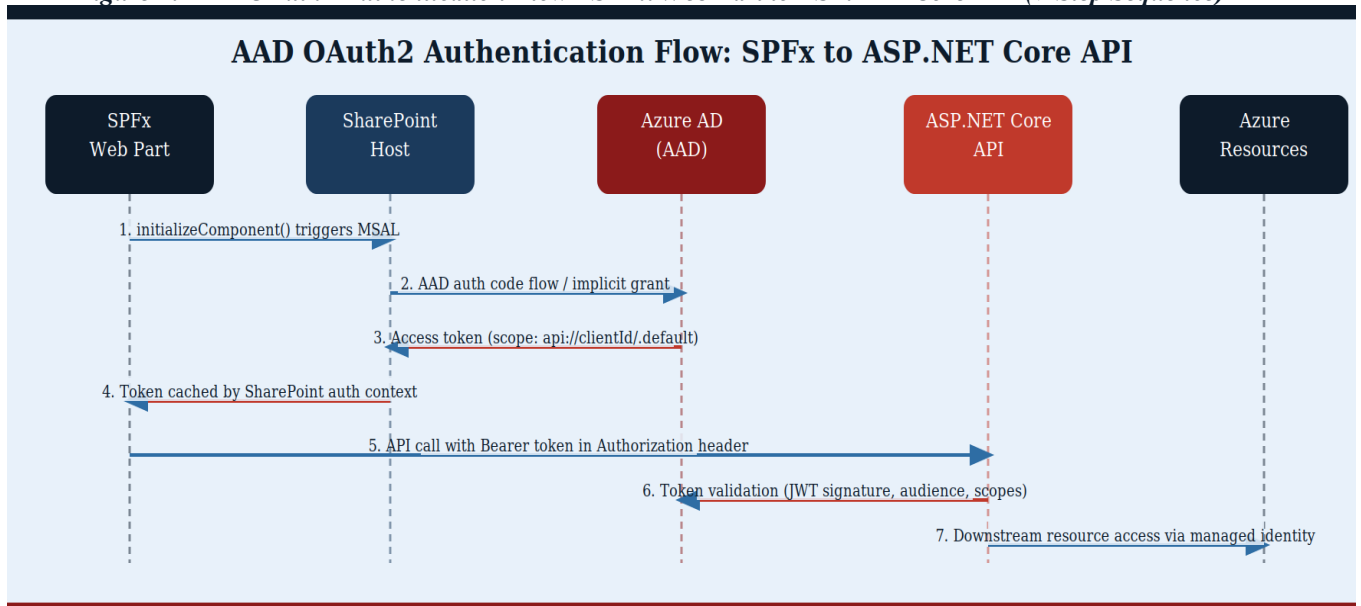 AAD OAuth2 Authentication Flow: SPFx to ASP.NET Core API
SPFx
Web Part
SharePoint
Host
Azure AD
(AAD)
ASP.NET Core
API
Azure
Resources
1. initializeComponent() triggers MSAL
2. AAD auth code flow / implicit grant
3. Access token (scope: api://clientId/.default)
4. Token cached by SharePoint auth context
5. API call with Bearer token in Authorization header
6. Token validation (JWT signature, audience, scopes)
7. Downstream resource access via managed identity